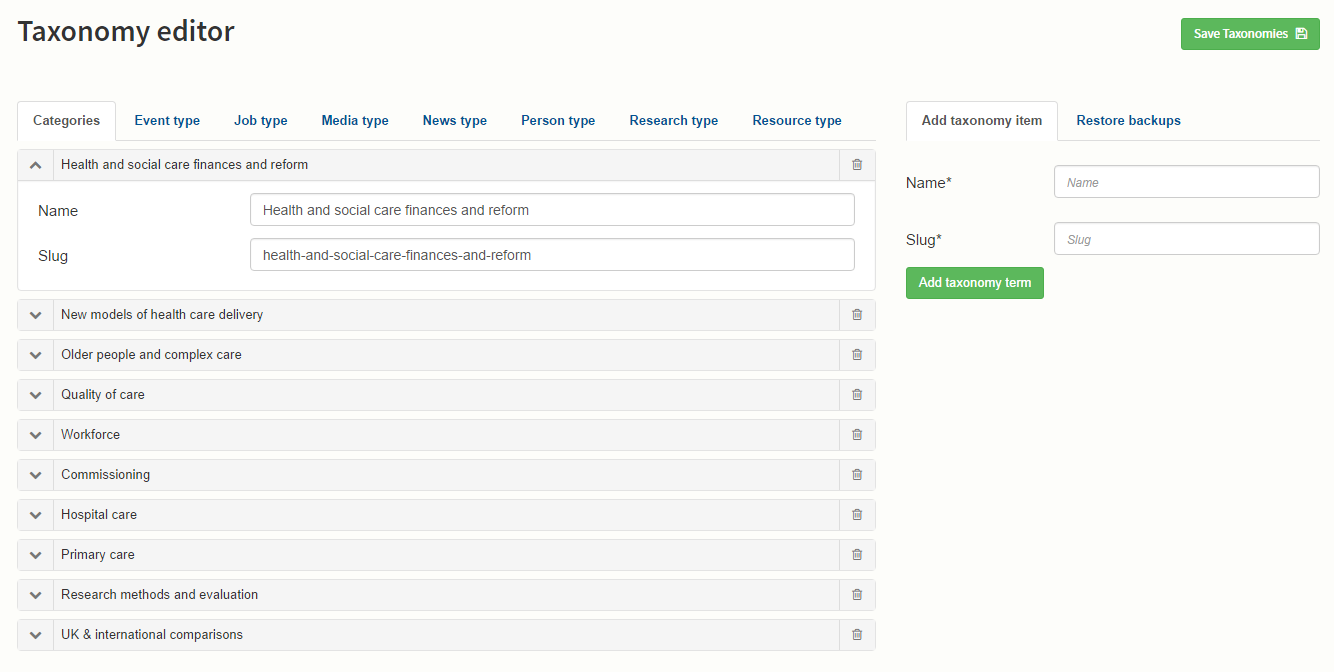 Taxonomy editor
Save Taxonomies
Categories Event type Job type Media type News type Person type Research type Resource type
Add taxonomy item Restore backups
Health and social care finances and reform
Name Health and social care finances and reform
Slug health-and-social-care-finances-and-reform
New models of health care delivery
Older people and complex care
Quality of care
Workforce
Commissioning
Hospital care
Primary care
Research methods and evaluation
UK & international comparisons
Name* Name
Slug* Slug
Add taxonomy term